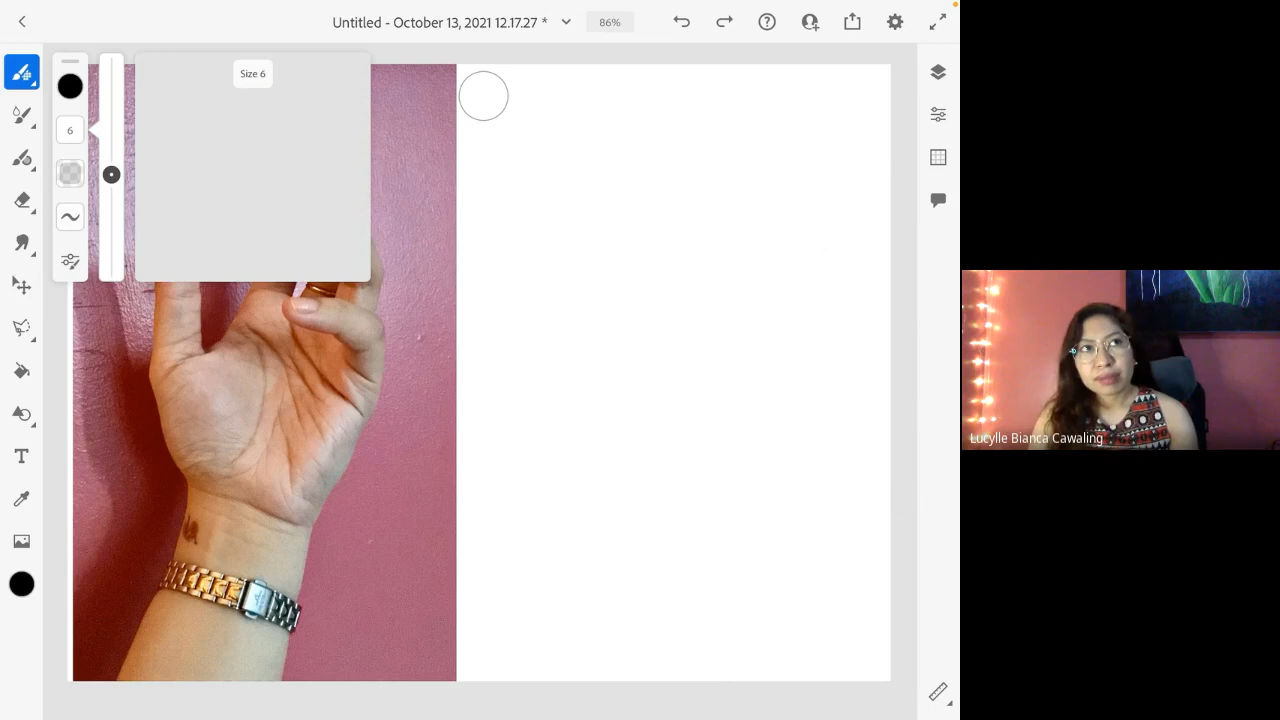 Untitled - October 13, 2021 12.17.27 *
86%
Size 6
6
T
Lucylle Bianca Cawaling